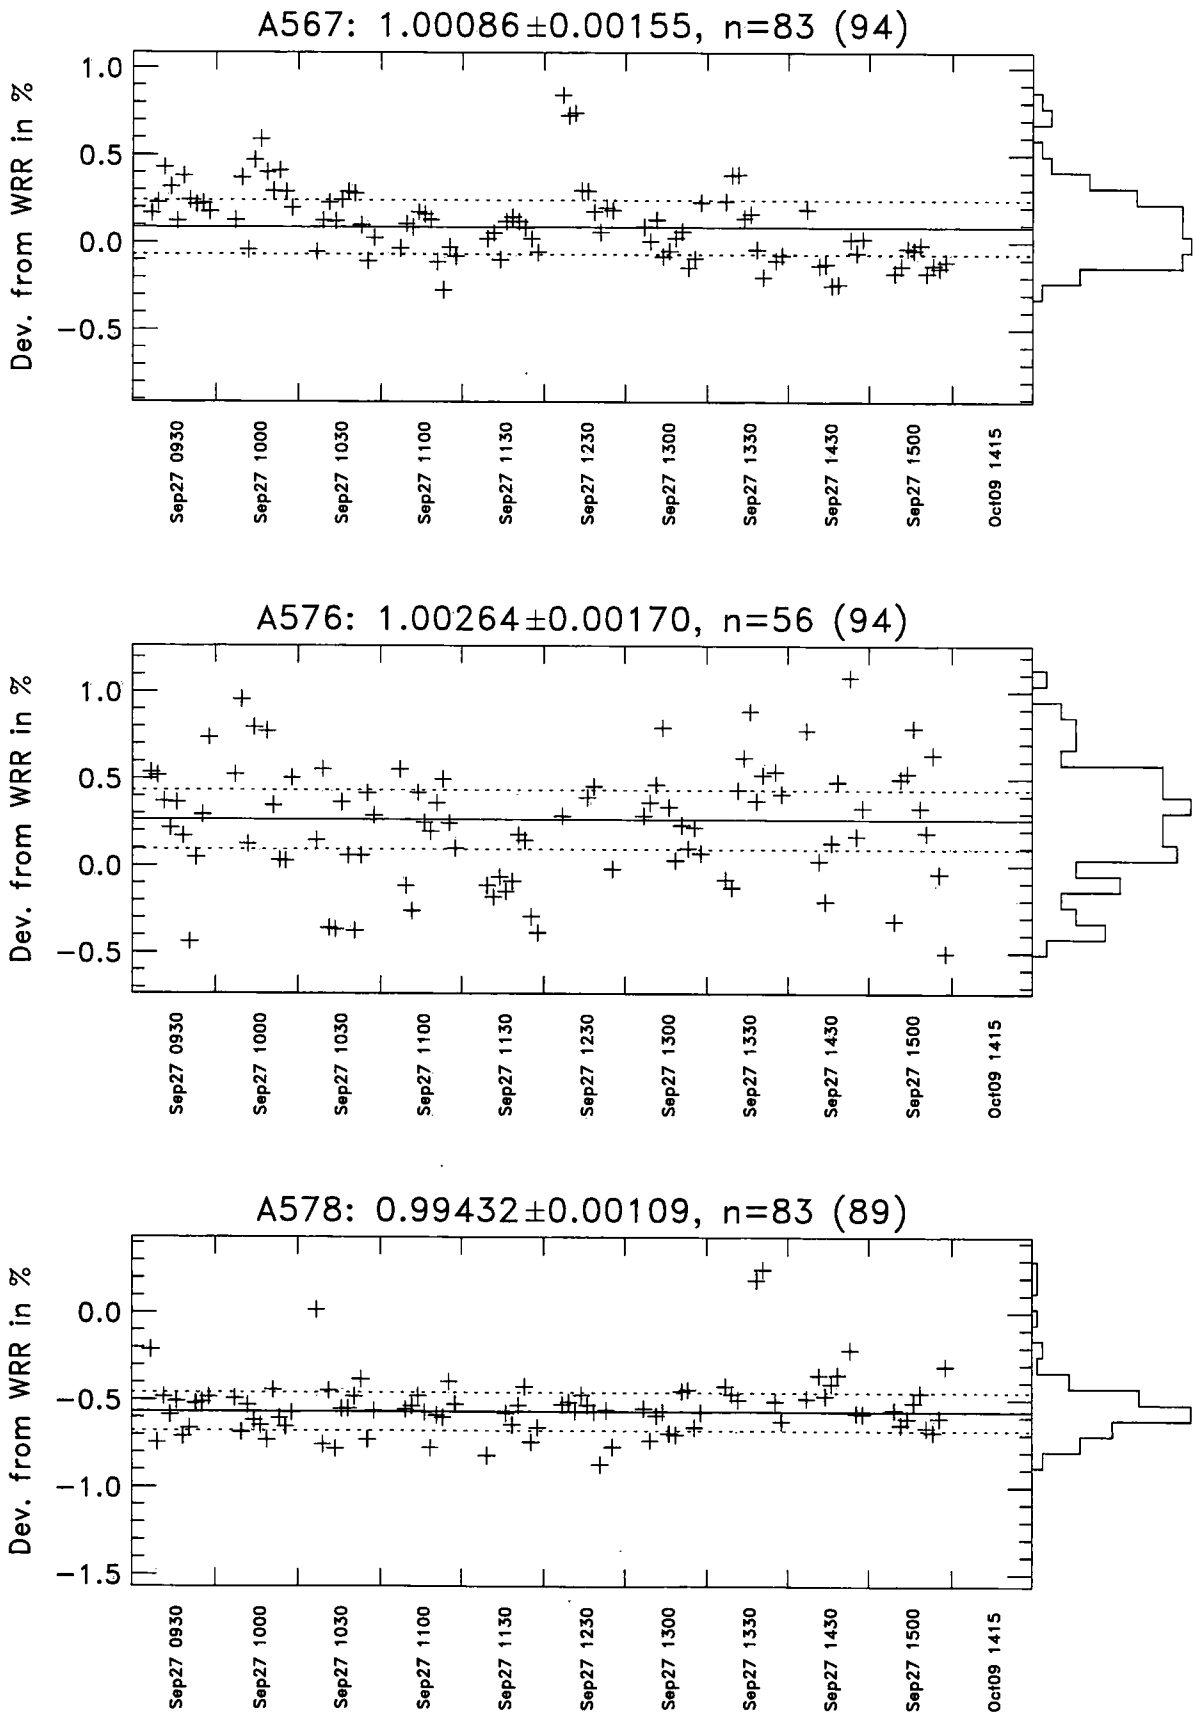 A567: 1.00086±0.00155, n=83 (94)
Dev. from WRR in %
1.0
0.5
0.0
−0.5
Sep27 0930
Sep27 1000
Sep27 1030
Sep27 1100
Sep27 1130
Sep27 1230
Sep27 1300
Sep27 1330
Sep27 1430
Sep27 1500
Oct09 1415
A576: 1.00264±0.00170, n=56 (94)
Dev. from WRR in %
1.0
0.5
0.0
−0.5
Sep27 0930
Sep27 1000
Sep27 1030
Sep27 1100
Sep27 1130
Sep27 1230
Sep27 1300
Sep27 1330
Sep27 1430
Sep27 1500
Oct09 1415
A578: 0.99432±0.00109, n=83 (89)
Dev. from WRR in %
0.0
−0.5
−1.0
−1.5
Sep27 0930
Sep27 1000
Sep27 1030
Sep27 1100
Sep27 1130
Sep27 1230
Sep27 1300
Sep27 1330
Sep27 1430
Sep27 1500
Oct09 1415